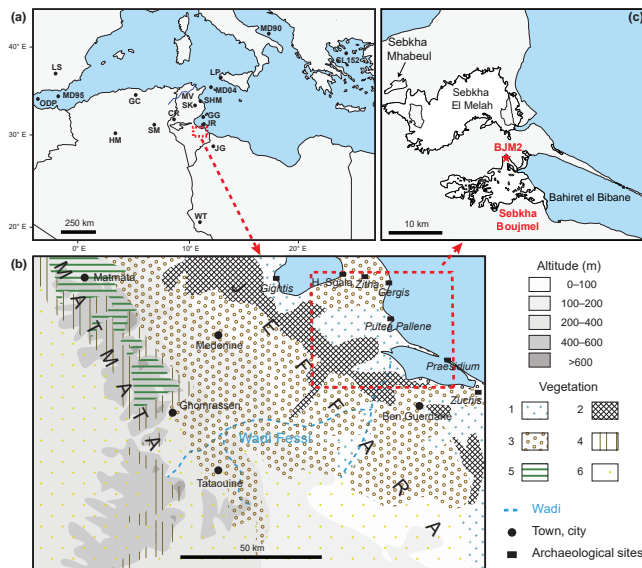 (a)
40° E
30° E
20° E
0° E
10° E
20° E
MD90
LS
MD95
ODP
GC
HM
SM
CR
MV
SK
LP
MD04
SHM
GG
JR
JG
WT
250 km
(c)
Sebkha
Mhabeul
Sebkha
El Melah
BJM2
Bahiret el Bibane
Sebkha
Boujmel
10 km
(b)
Matmata
MATMATA
Gightis
H. Sguia
Zitha
Gergis
JEFFARA
Putea Pallene
Medenine
Praesidium
Zuchis
Ghomrassen
Ben Guerdane
Wadi Fessi
Tataouine
50 km
Altitude (m)
0–100
100–200
200–400
400–600
>600
Vegetation
1
2
3
4
5
6
Wadi
Town, city
Archaeological sites